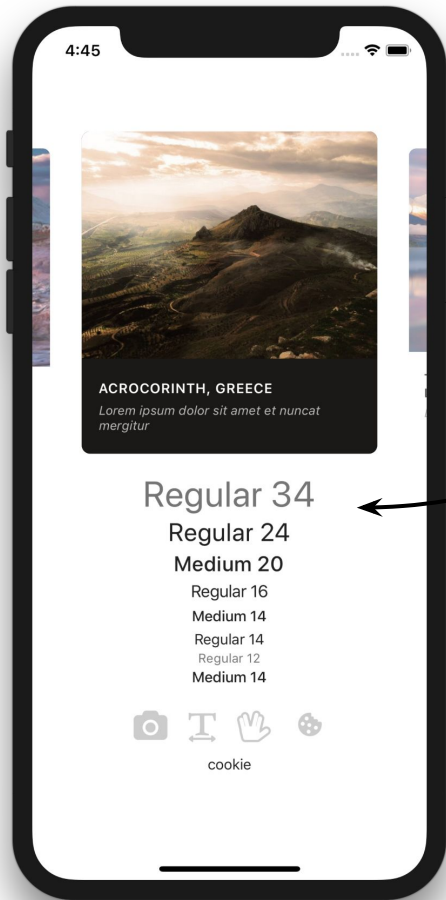 4:45
ACROCORINTH, GREECE
Lorem ipsum dolor sit amet et nuncat
mergitur
Regular 34
Regular 24
Medium 20
Regular 16
Medium 14
Regular 14
Regular 12
Medium 14
T
cookie